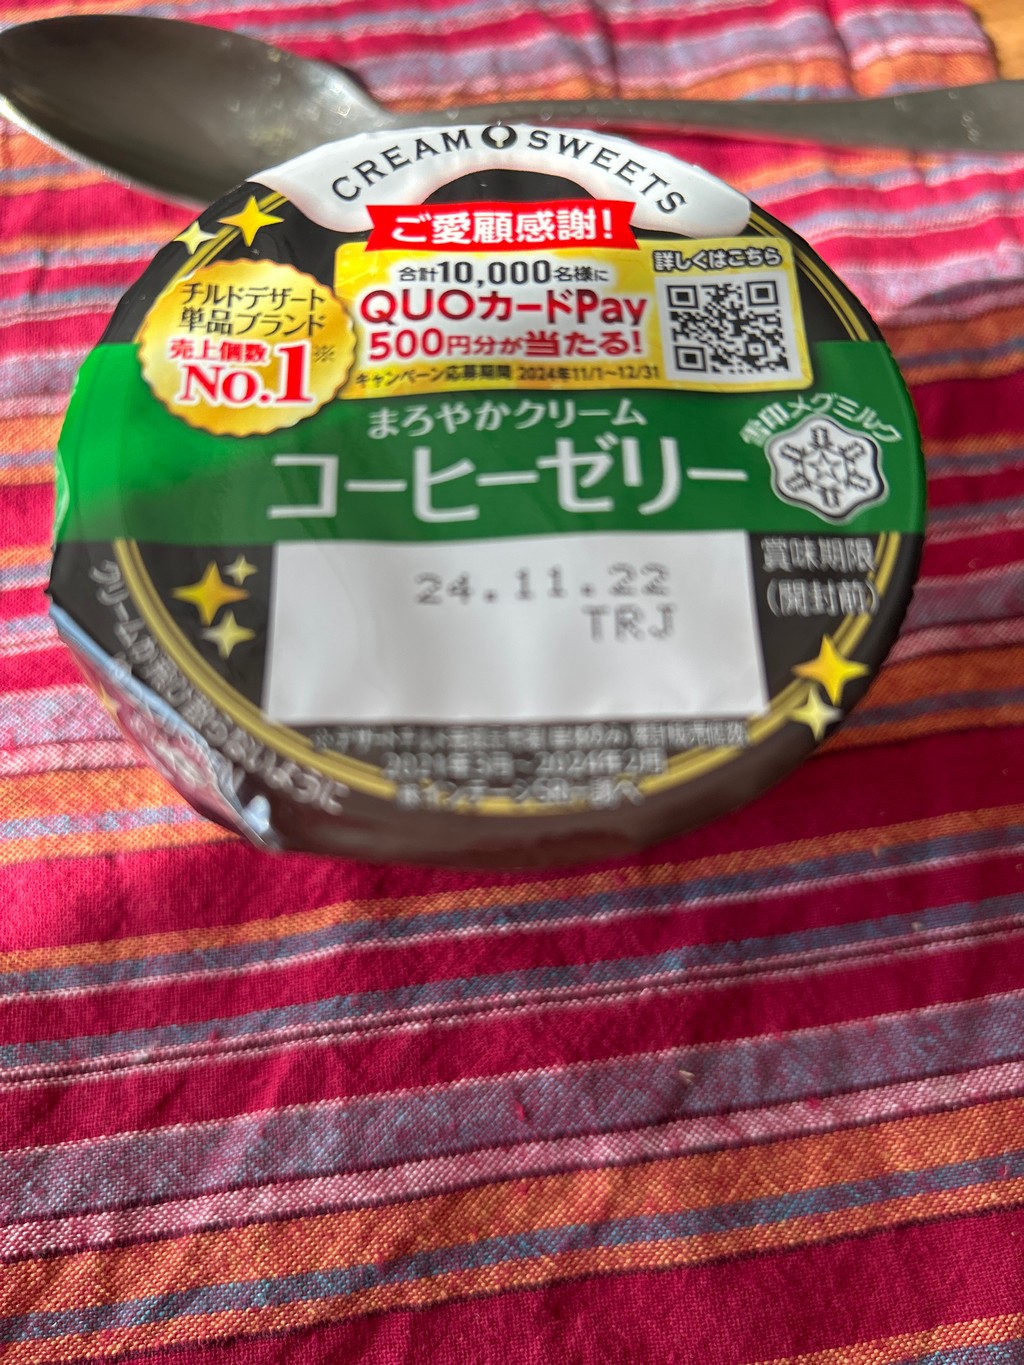 CREAM SWEETS
ご愛顧感謝!
合計10,000名様に
QUOカードPay
500円分が当たる!
キャンペーン応募期間 2024年11/1~12/31
詳しくはこちら
チルドデザート
単品ブランド
売上個数※
No.1
まろやかクリーム
コーヒーゼリー
雪印メグミルク
賞味期限
(開封前)
24.11.22
TRJ
2021年3月~2024年2月